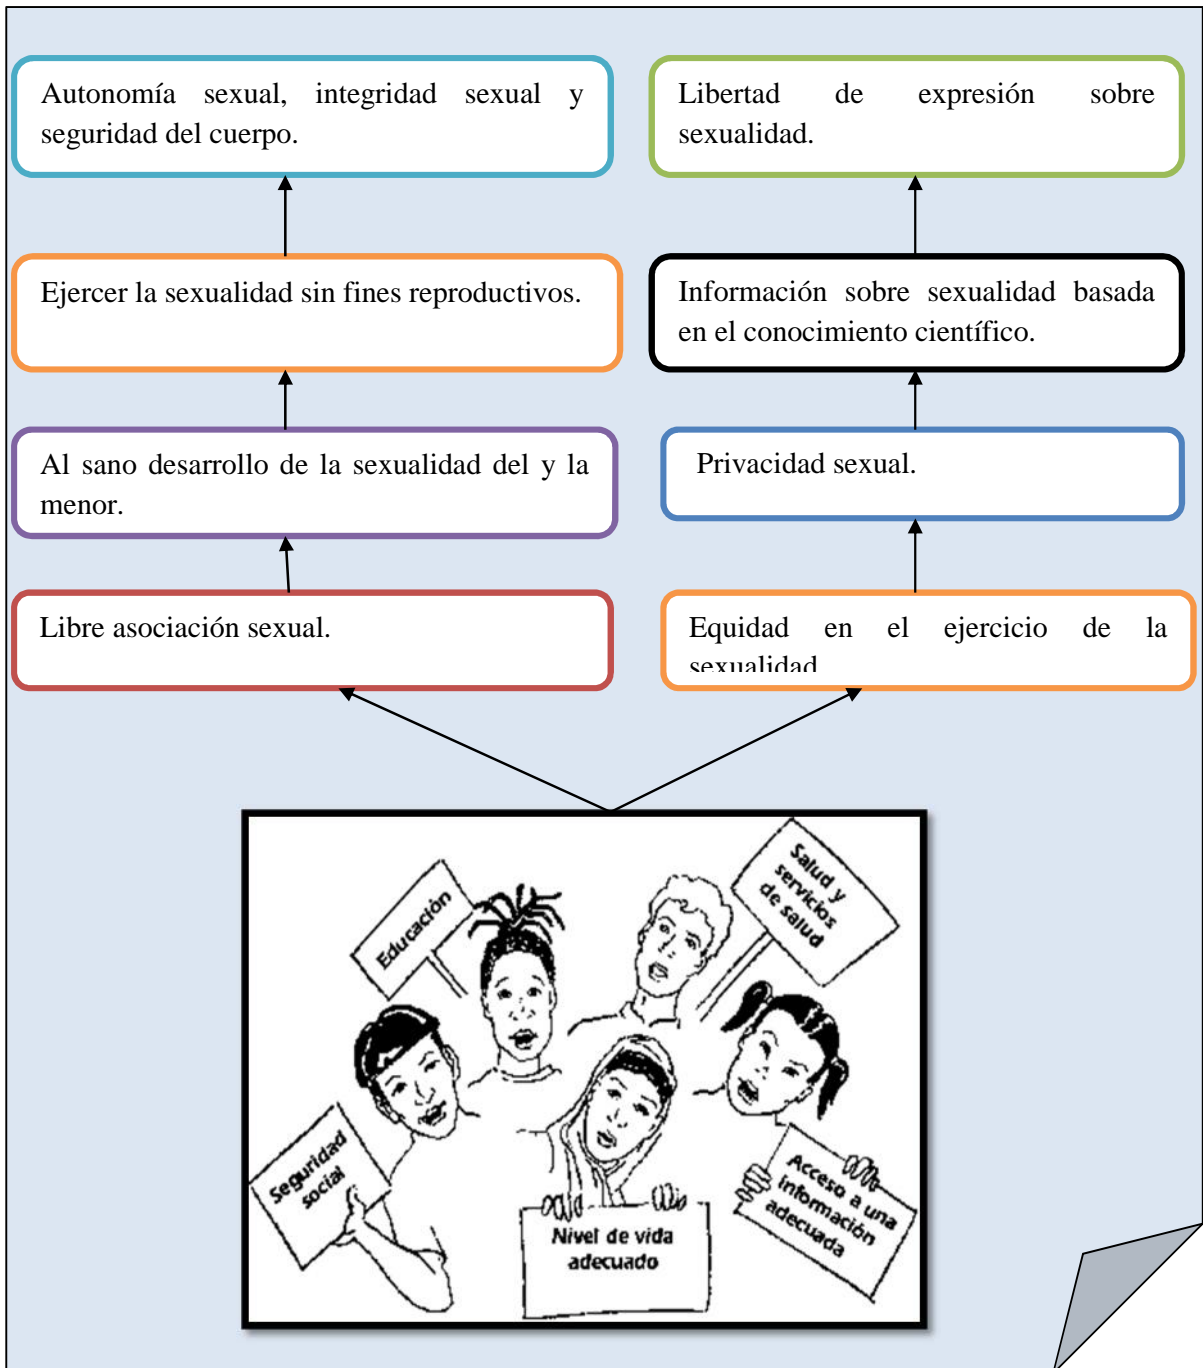 Autonomía sexual, integridad sexual y
seguridad del cuerpo.
Libertad de expresión sobre
sexualidad.
Ejercer la sexualidad sin fines reproductivos.
Información sobre sexualidad basada
en el conocimiento científico.
Al sano desarrollo de la sexualidad del y la
menor.
Privacidad sexual.
Libre asociación sexual.
Equidad en el ejercicio de la
sexualidad
Educación
Salud y
servicios
de salud
Seguridad
social
Nivel de vida
adecuado
Acceso a una
información
adecuada